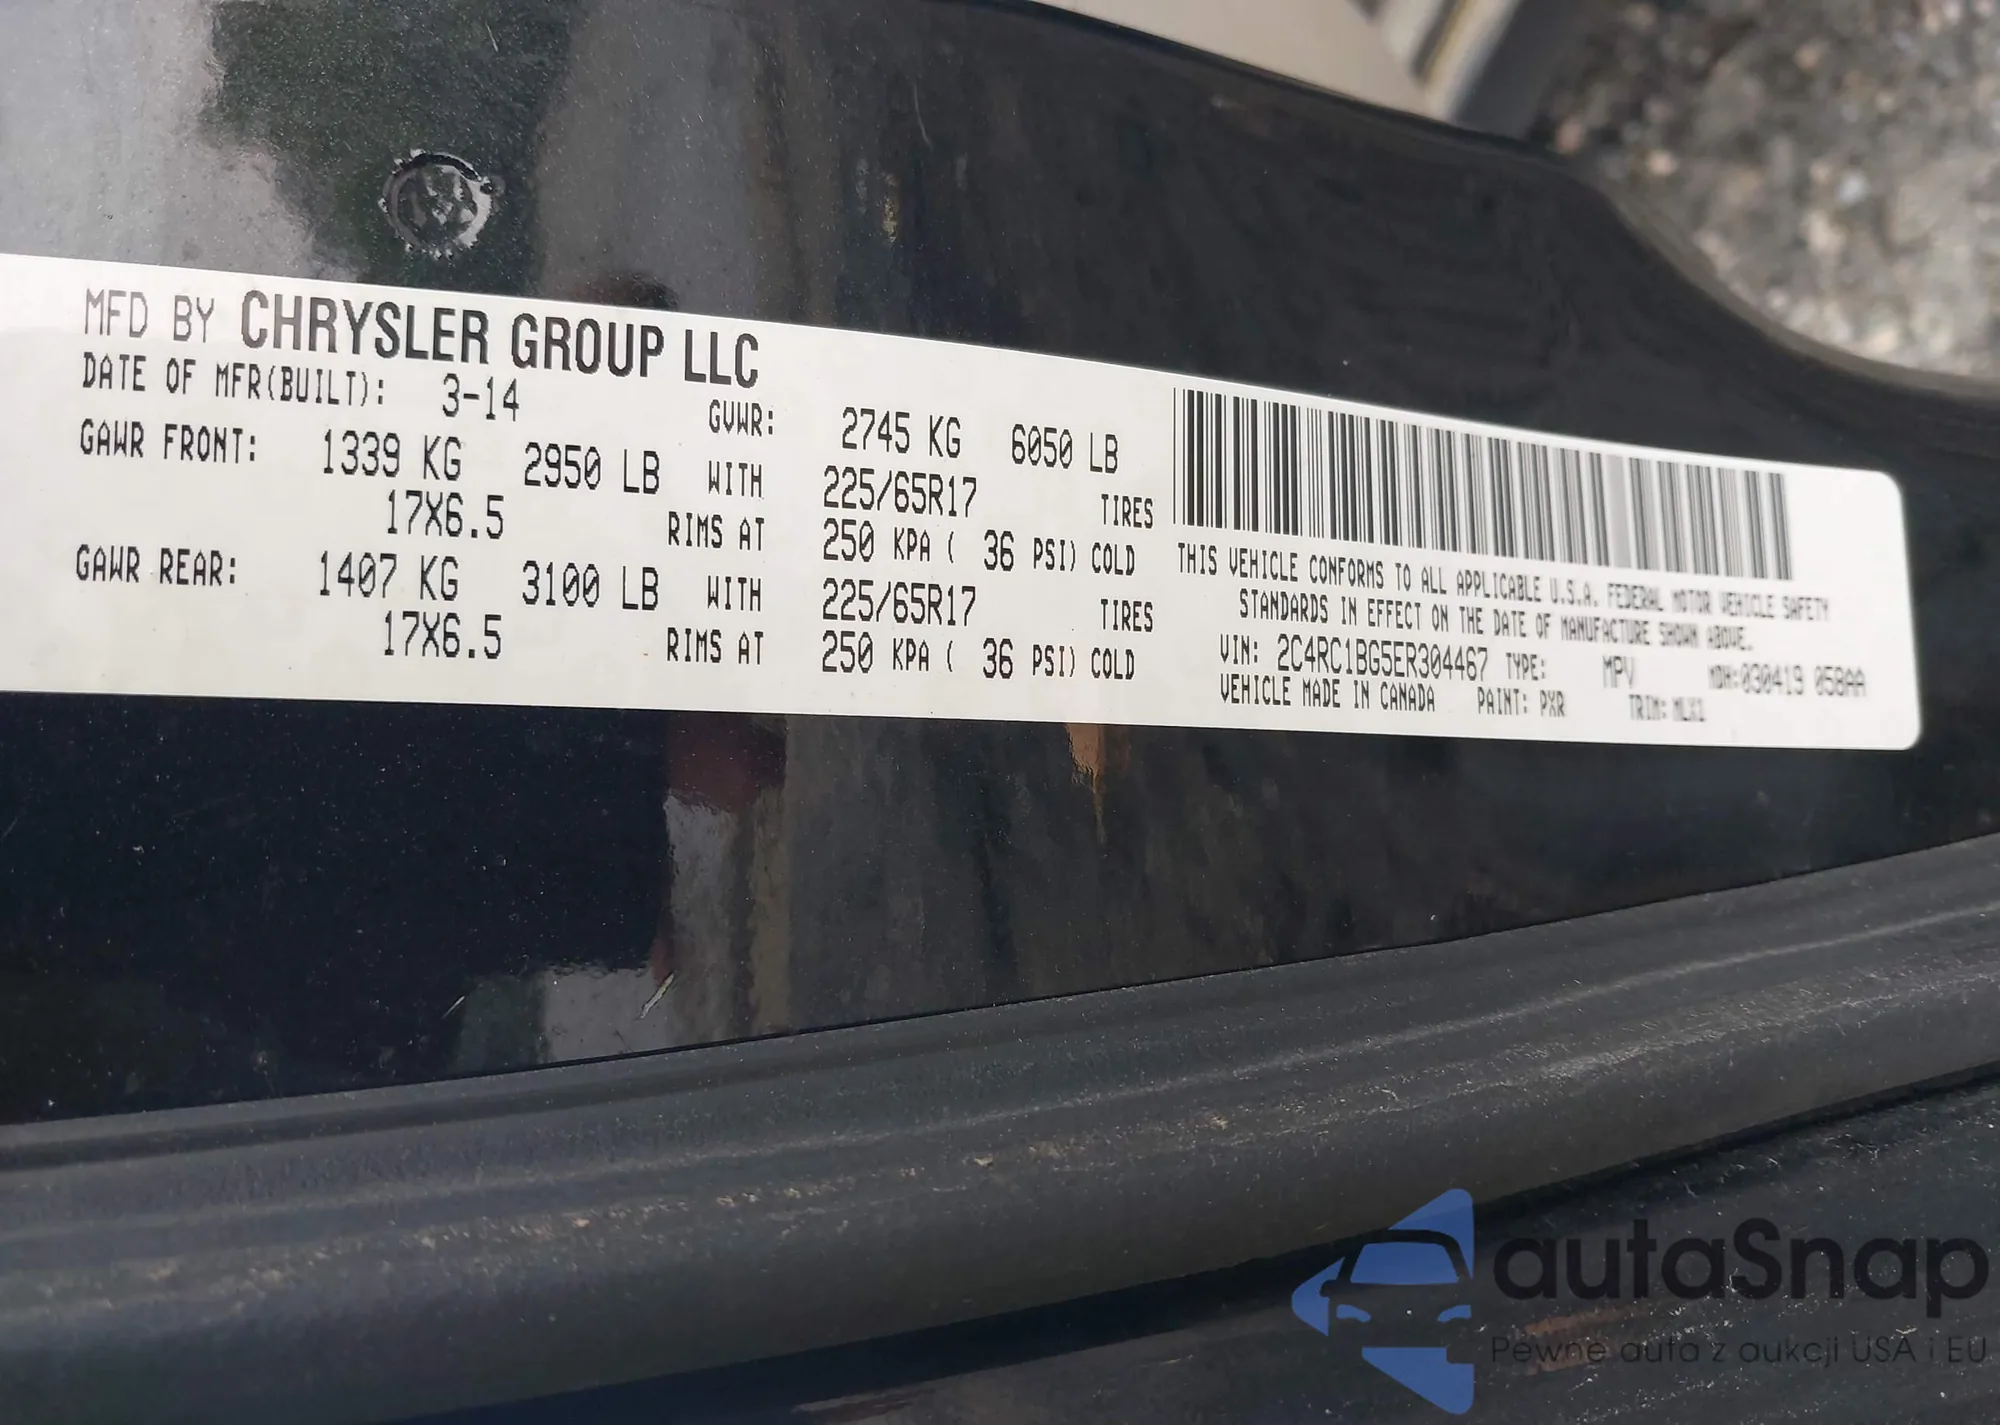 MFD BY CHRYSLER GROUP LLC
DATE OF MFR(BUILT): 3-14 GVWR: 2745 KG 6050 LB
GAWR FRONT: 1339 KG 2950 LB WITH 225/65R17 TIRES
17X6.5 RIMS AT 250 KPA ( 36 PSI) COLD
GAWR REAR: 1407 KG 3100 LB WITH 225/65R17 TIRES
17X6.5 RIMS AT 250 KPA ( 36 PSI) COLD
THIS VEHICLE CONFORMS TO ALL APPLICABLE U.S.A. FEDERAL MOTOR VEHICLE SAFETY
STANDARDS IN EFFECT ON THE DATE OF MANUFACTURE SHOWN ABOVE.
VIN: 2C4RC1BG5ER304467 TYPE: MPV MDH:030419 058AA
VEHICLE MADE IN CANADA PAINT: PXR TRIM:
autaSnap
Pewne auta z aukcji USA i EU